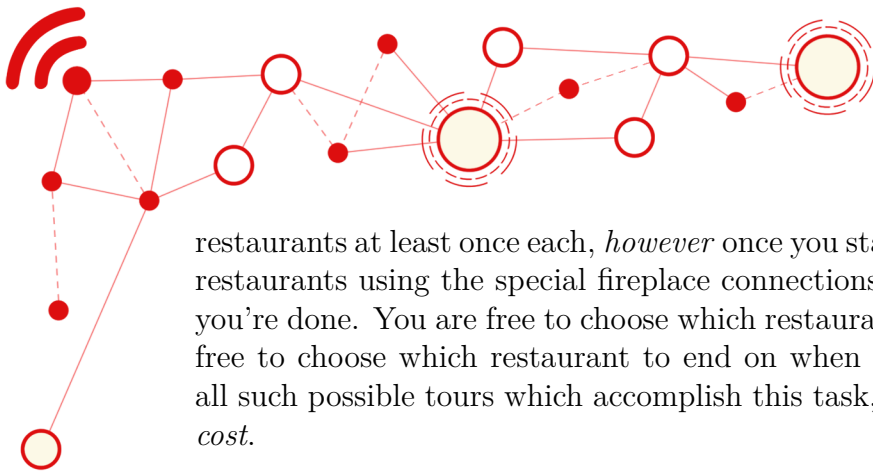 restaurants at least once each, however once you sta
restaurants using the special fireplace connections
you're done. You are free to choose which restaura
free to choose which restaurant to end on when
all such possible tours which accomplish this task,
cost.